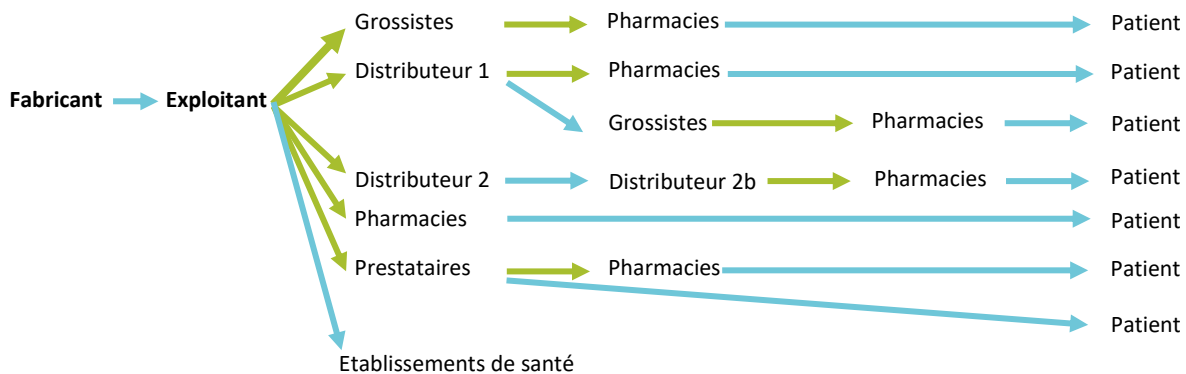 Grossistes Pharmacies Patient
Distributeur 1 Pharmacies Patient
Fabricant Exploitant
Grossistes Pharmacies Patient
Distributeur 2 Distributeur 2b Pharmacies Patient
Pharmacies Patient
Prestataires Pharmacies Patient
Patient
Etablissements de santé